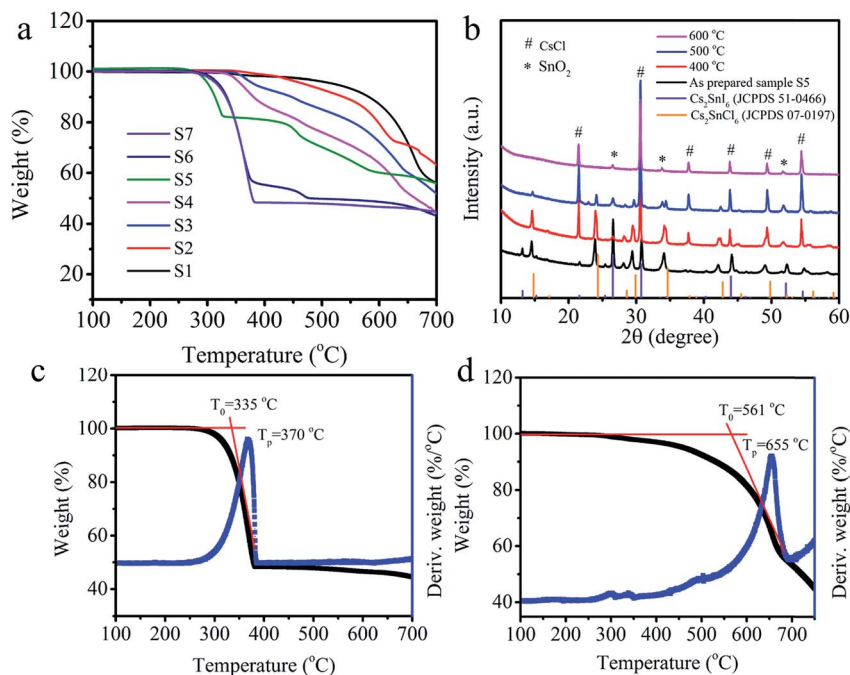 a
120
100
80
60
40
20
Weight (%)
S7
S6
S5
S4
S3
S2
S1
100 200 300 400 500 600 700
Temperature (°C)
b
# CsCl
* SnO₂
600 °C
500 °C
400 °C
As prepared sample S5
Cs₂SnI₆ (JCPDS 51-0466)
Cs₂SnCl₆ (JCPDS 07-0197)
# * # * # # # * #
Intensity (a.u.)
10 20 30 40 50 60
2θ (degree)
c
120
100
80
60
40
Weight (%)
T₀=335 °C
Tₚ=370 °C
Deriv. weight (%/°C)
100 200 300 400 500 600 700
Temperature (°C)
d
120
100
80
60
40
Weight (%)
T₀=561 °C
Tₚ=655 °C
Deriv. weight (%/°C)
100 200 300 400 500 600 700
Temperature (°C)